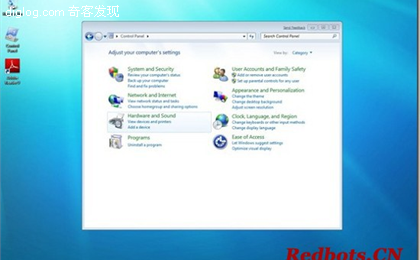 diglog.com 奇客发现
Control Panel
Send feedback
Control Panel
Search Control Panel
Adjust your computer's settings
View by: Category
System and Security
Review your computer's status
Back up your computer
Find and fix problems
User Accounts and Family Safety
Add or remove user accounts
Set up parental controls for any user
Network and Internet
View network status and tasks
Choose homegroup and sharing options
Appearance and Personalization
Change the theme
Change desktop background
Adjust screen resolution
Hardware and Sound
View devices and printers
Add a device
Clock, Language, and Region
Change keyboards or other input methods
Change display language
Programs
Uninstall a program
Ease of Access
Let Windows suggest settings
Optimize visual display
Redbots.CN